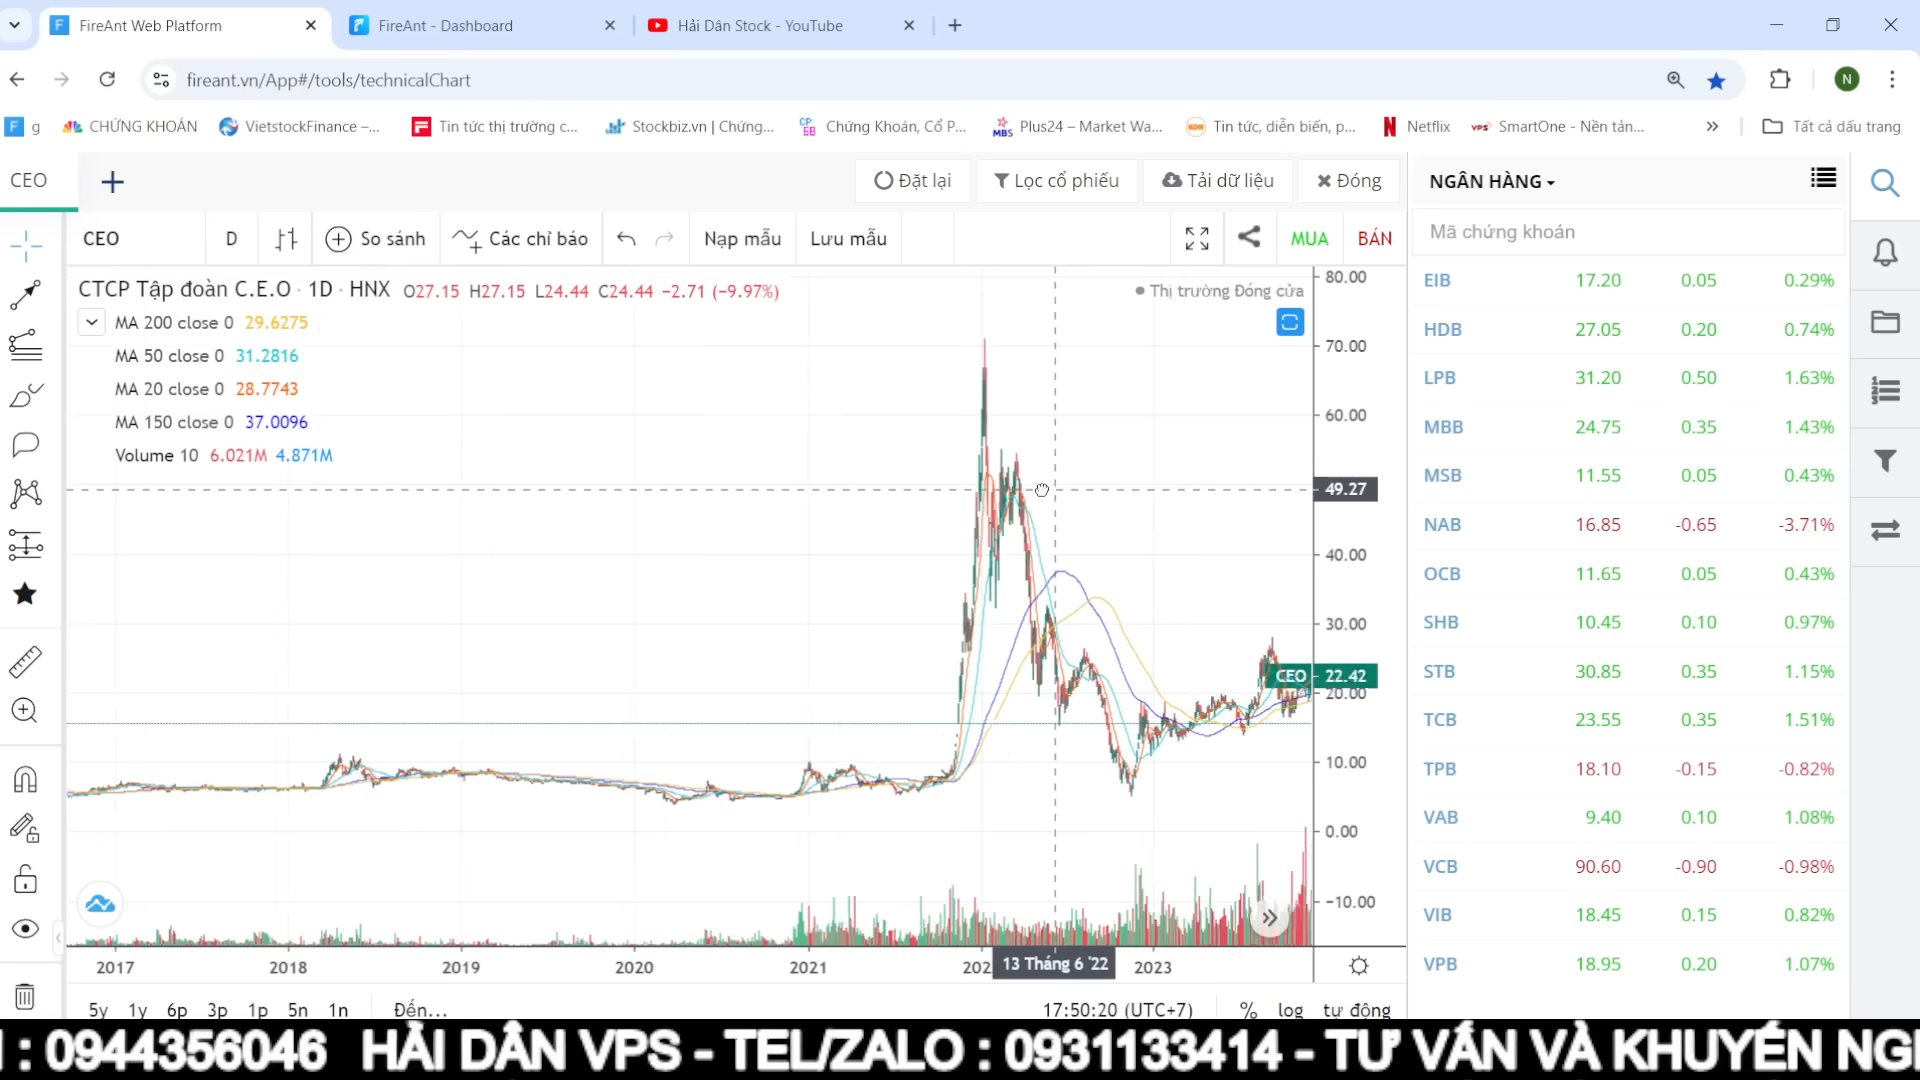 FireAnt Web Platform
FireAnt - Dashboard
Hải Dân Stock - YouTube
fireant.vn/App#/tools/technicalChart
N
F g
CHỨNG KHOÁN
VietstockFinance –...
Tin tức thị trường c...
Stockbiz.vn | Chứng...
Chứng Khoán, Cổ P...
Plus24 – Market Wa...
Tin tức, diễn biến, p...
Netflix
SmartOne - Nền tản...
Tất cả dấu trang
CEO
Đặt lại
Lọc cổ phiếu
Tải dữ liệu
Đóng
NGÂN HÀNG
CEO D So sánh Các chỉ báo Nạp mẫu Lưu mẫu MUA BÁN
Mã chứng khoán
CTCP Tập đoàn C.E.O · 1D · HNX O27.15 H27.15 L24.44 C24.44 −2.71 (−9.97%)
Thị trường Đóng cửa
MA 200 close 0 29.6275
MA 50 close 0 31.2816
MA 20 close 0 28.7743
MA 150 close 0 37.0096
Volume 10 6.021M 4.871M
80.00
70.00
60.00
49.27
40.00
30.00
CEO 22.42
20.00
10.00
0.00
−10.00
EIB 17.20 0.05 0.29%
HDB 27.05 0.20 0.74%
LPB 31.20 0.50 1.63%
MBB 24.75 0.35 1.43%
MSB 11.55 0.05 0.43%
NAB 16.85 -0.65 -3.71%
OCB 11.65 0.05 0.43%
SHB 10.45 0.10 0.97%
STB 30.85 0.35 1.15%
TCB 23.55 0.35 1.51%
TPB 18.10 -0.15 -0.82%
VAB 9.40 0.10 1.08%
VCB 90.60 -0.90 -0.98%
VIB 18.45 0.15 0.82%
VPB 18.95 0.20 1.07%
2017 2018 2019 2020 2021 202 13 Tháng 6 '22 2023
5y 1y 6p 3p 1p 5n 1n Đến...
17:50:20 (UTC+7) % log tự động
: 0944356046 HẢI DÂN VPS - TEL/ZALO : 0931133414 - TƯ VẤN VÀ KHUYẾN NG